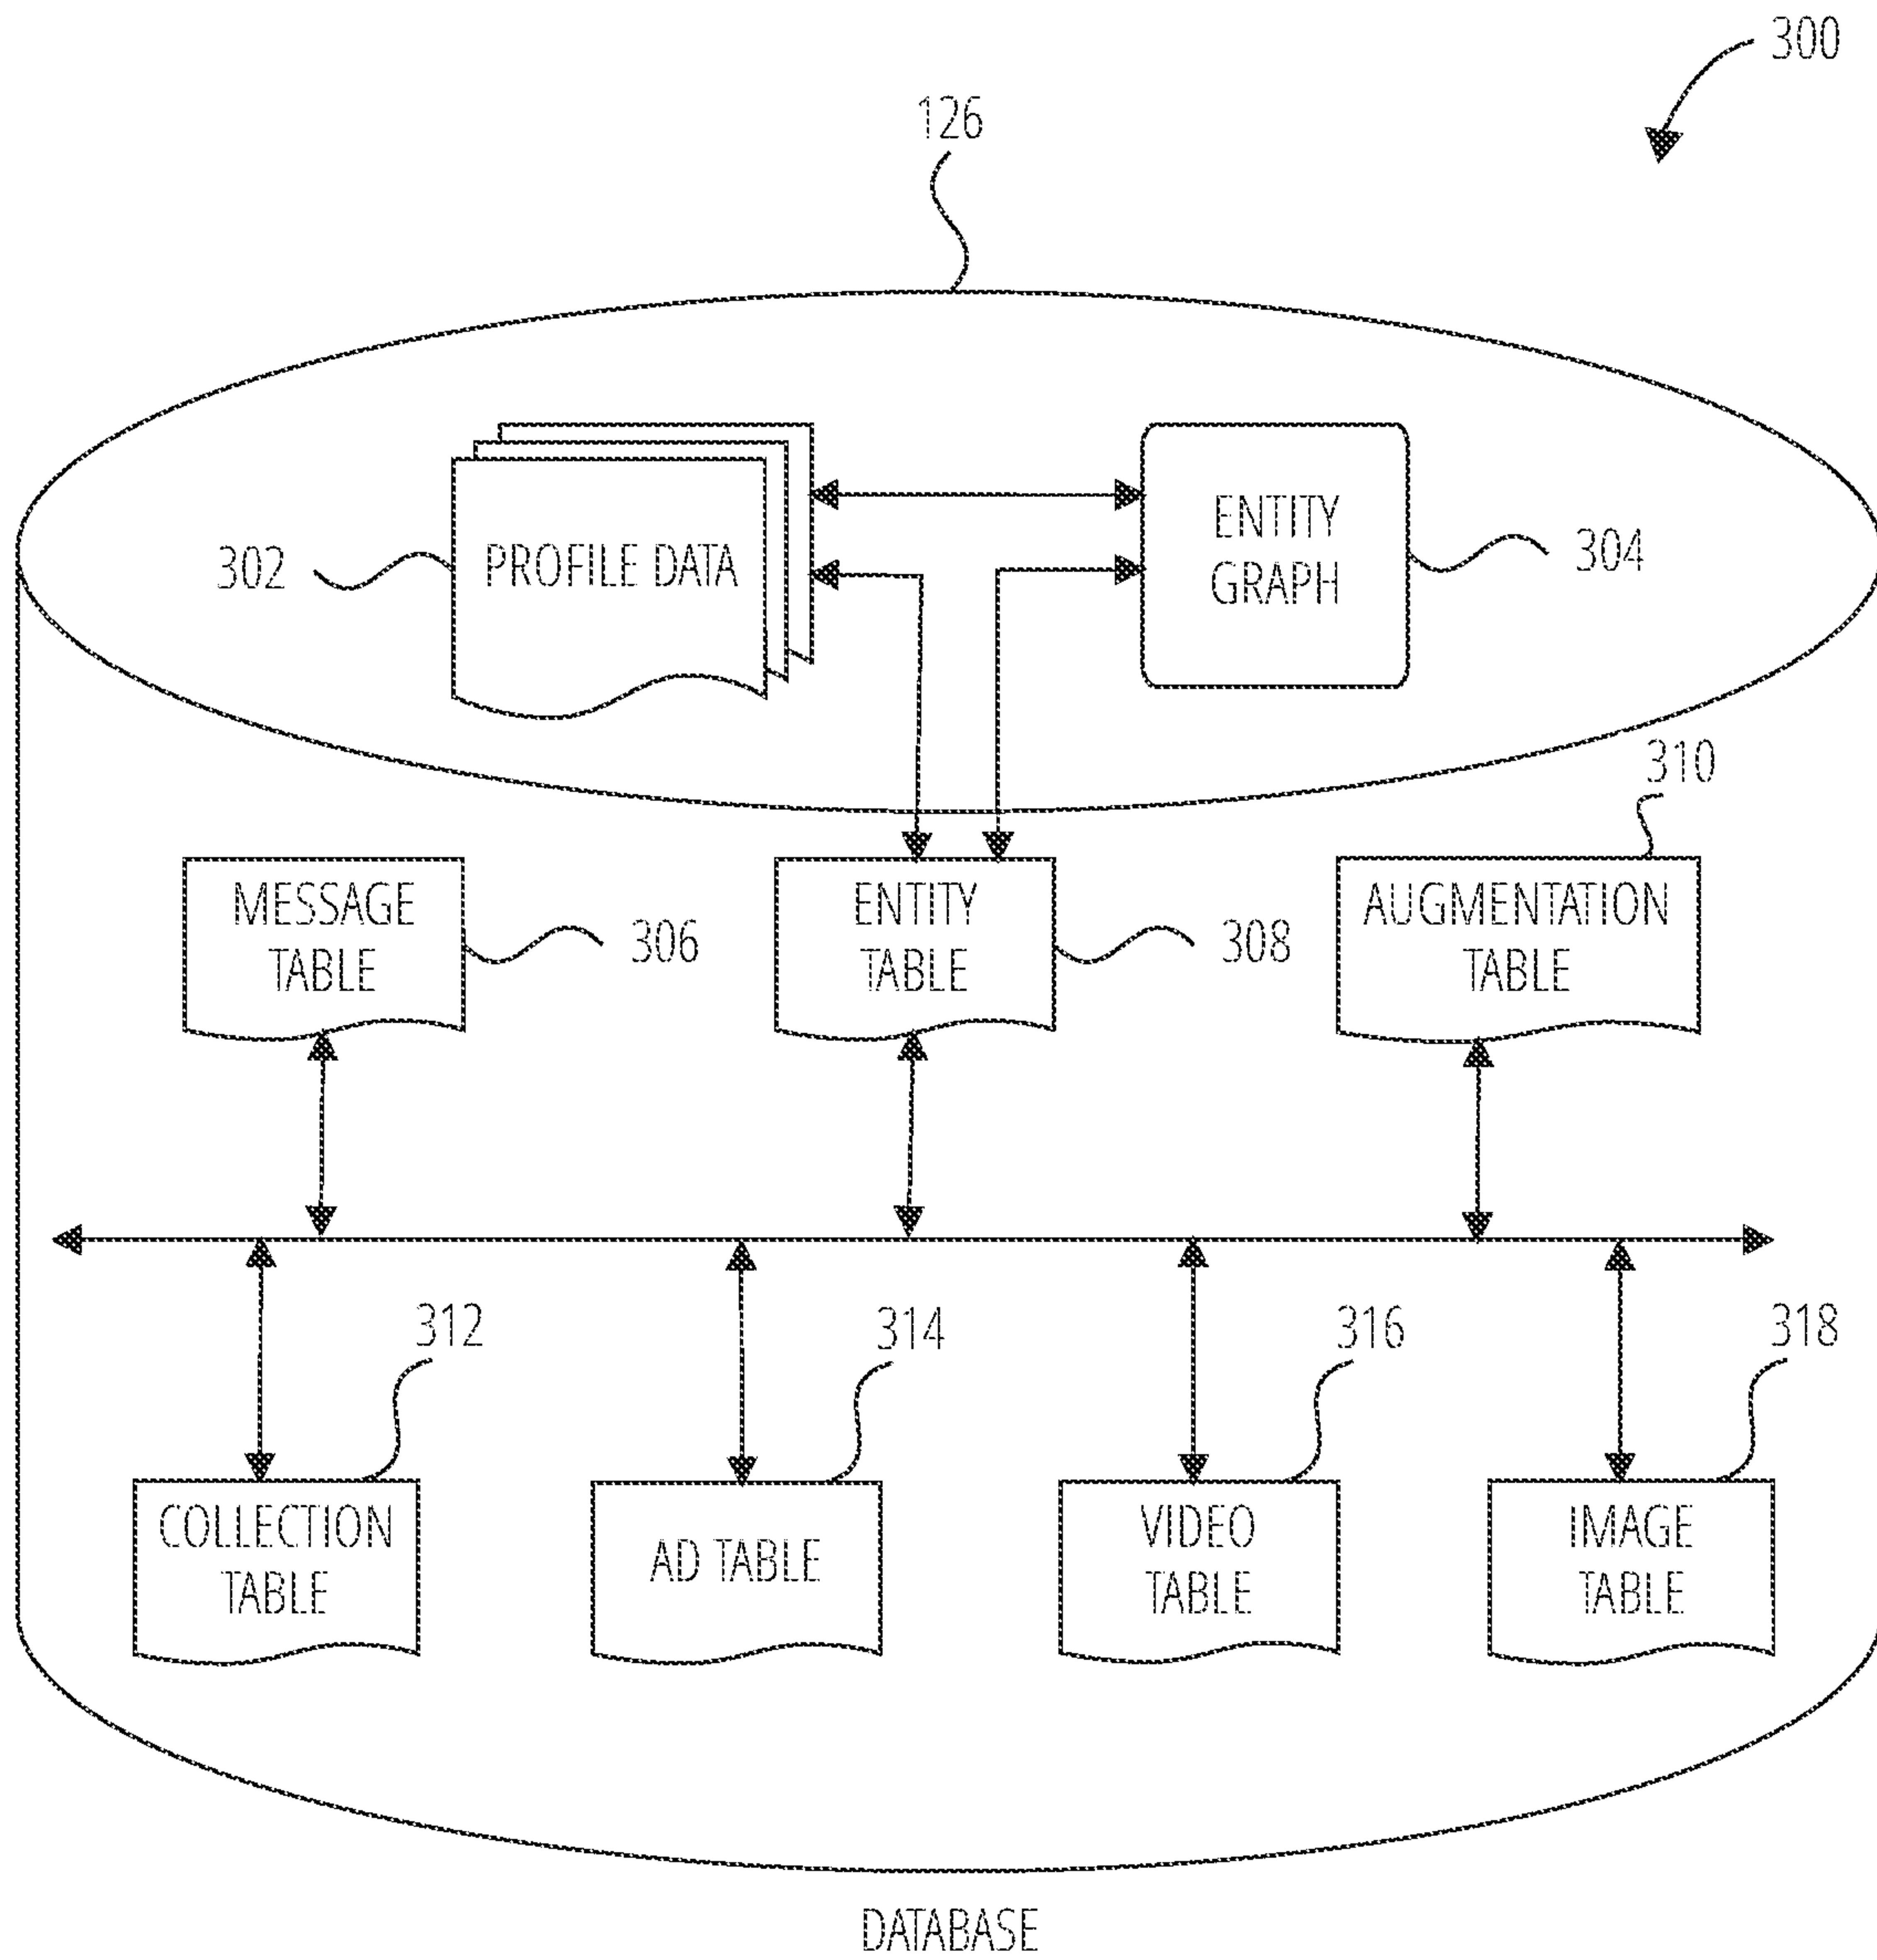 300
126
302
PROFILE DATA
ENTITY
GRAPH
304
310
MESSAGE
TABLE
306
ENTITY
TABLE
308
AUGMENTATION
TABLE
312
314
316
318
COLLECTION
TABLE
AD TABLE
VIDEO
TABLE
IMAGE
TABLE
DATABASE